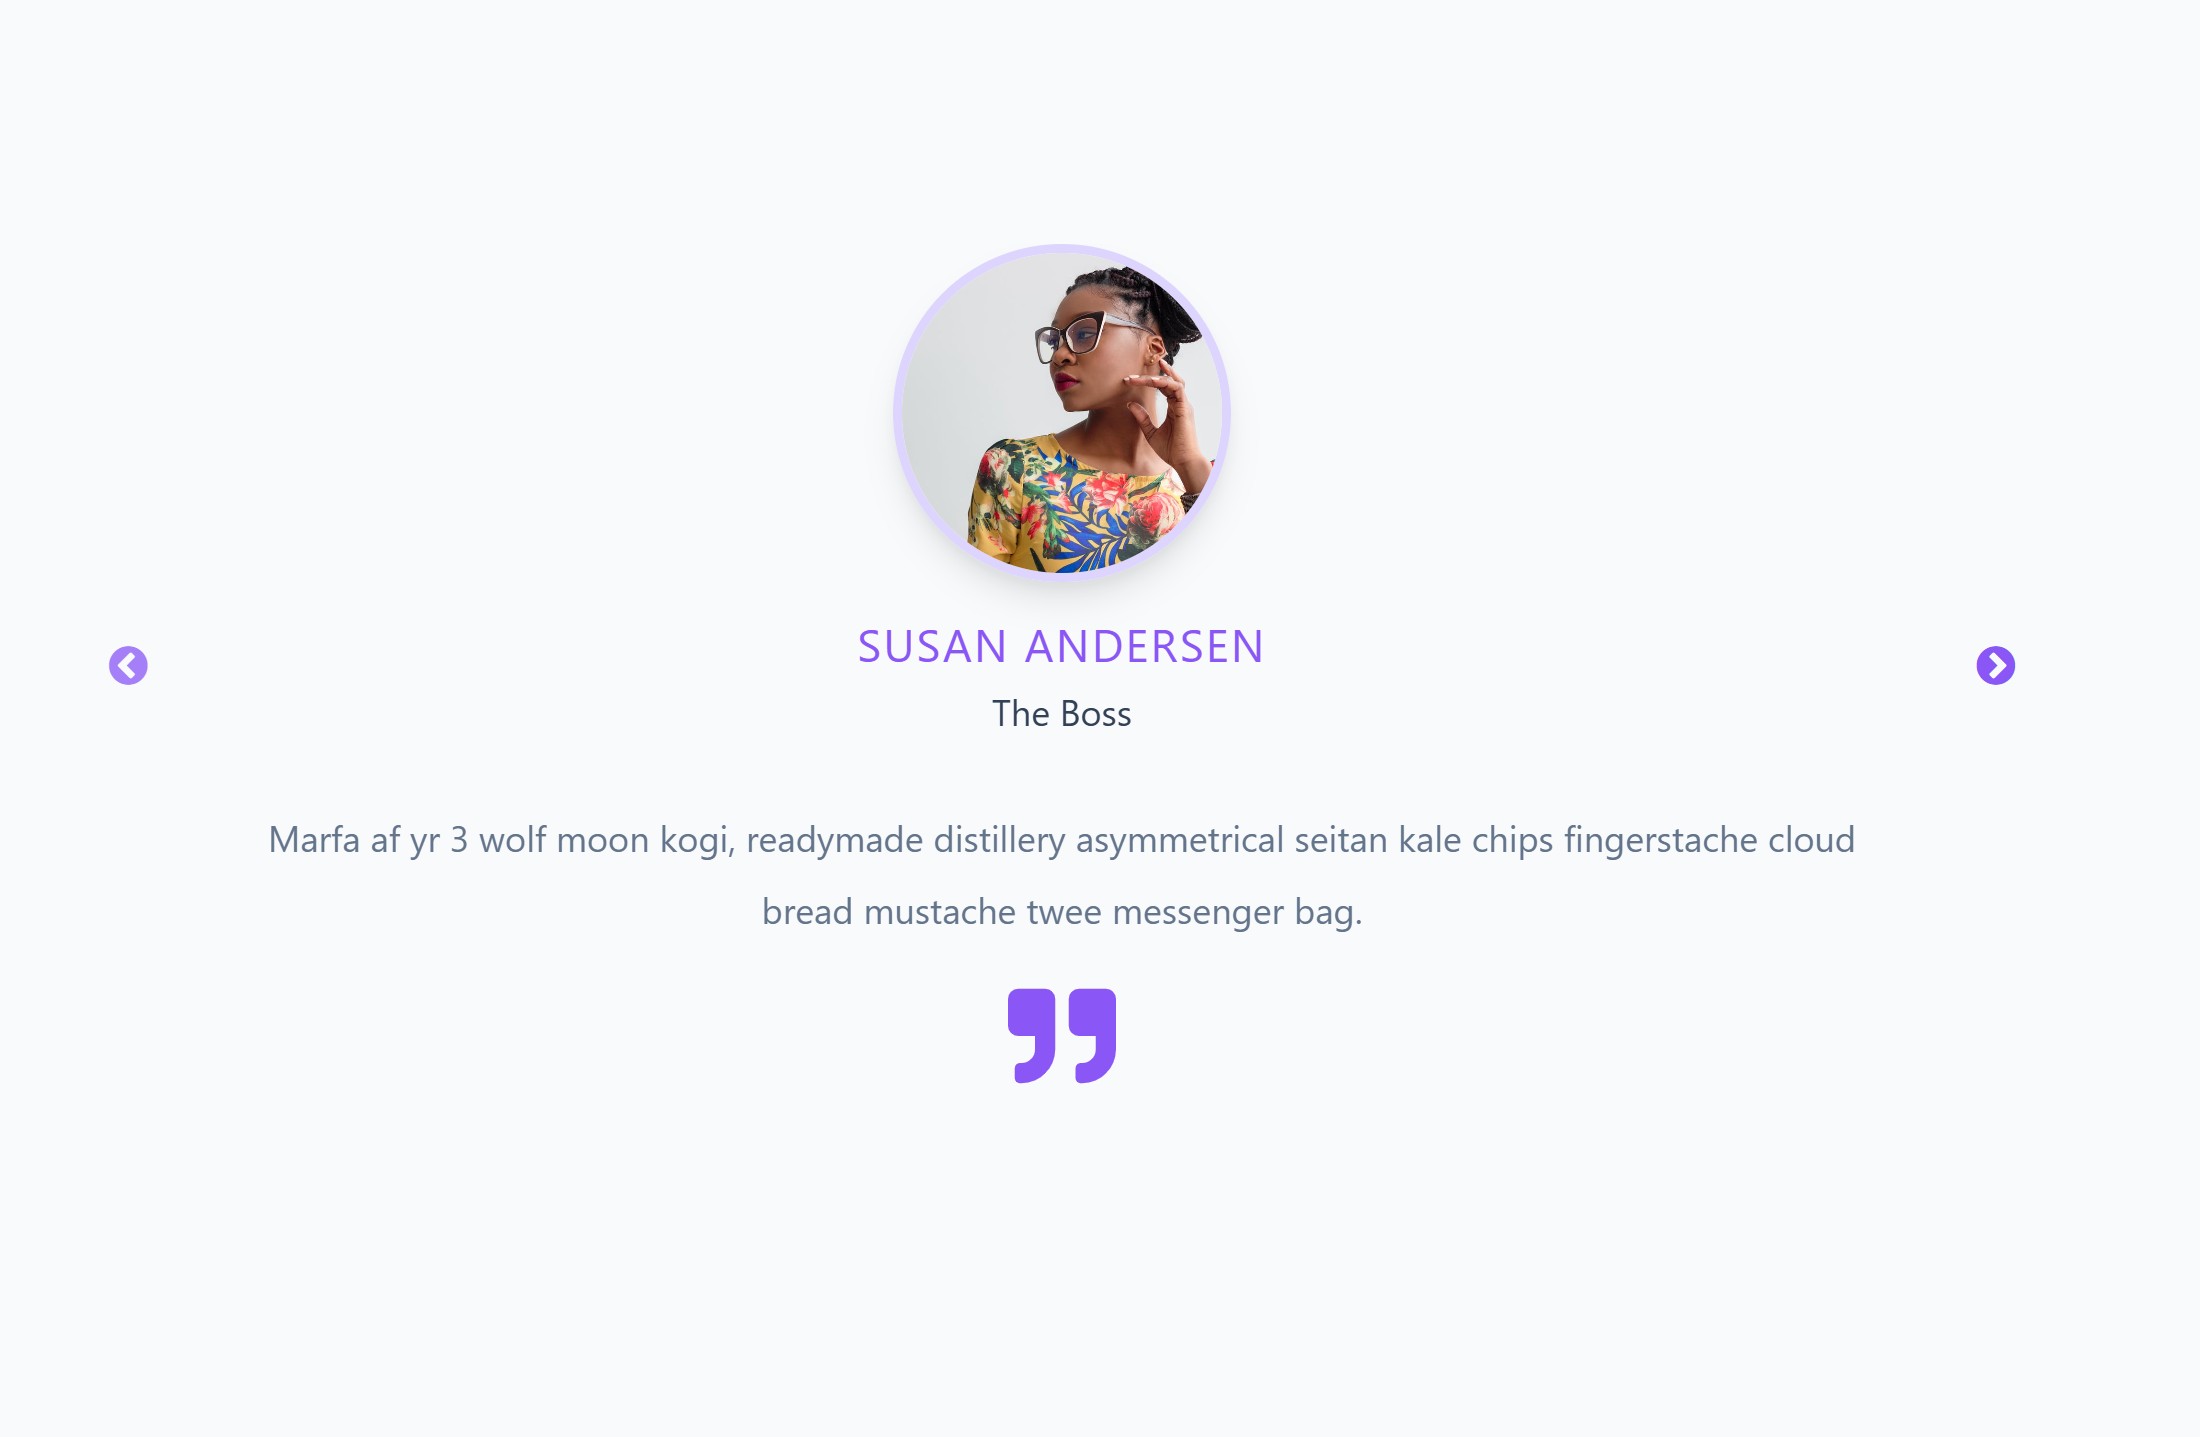 SUSAN ANDERSEN
The Boss
Marfa af yr 3 wolf moon kogi, readymade distillery asymmetrical seitan kale chips fingerstache cloud
bread mustache twee messenger bag.